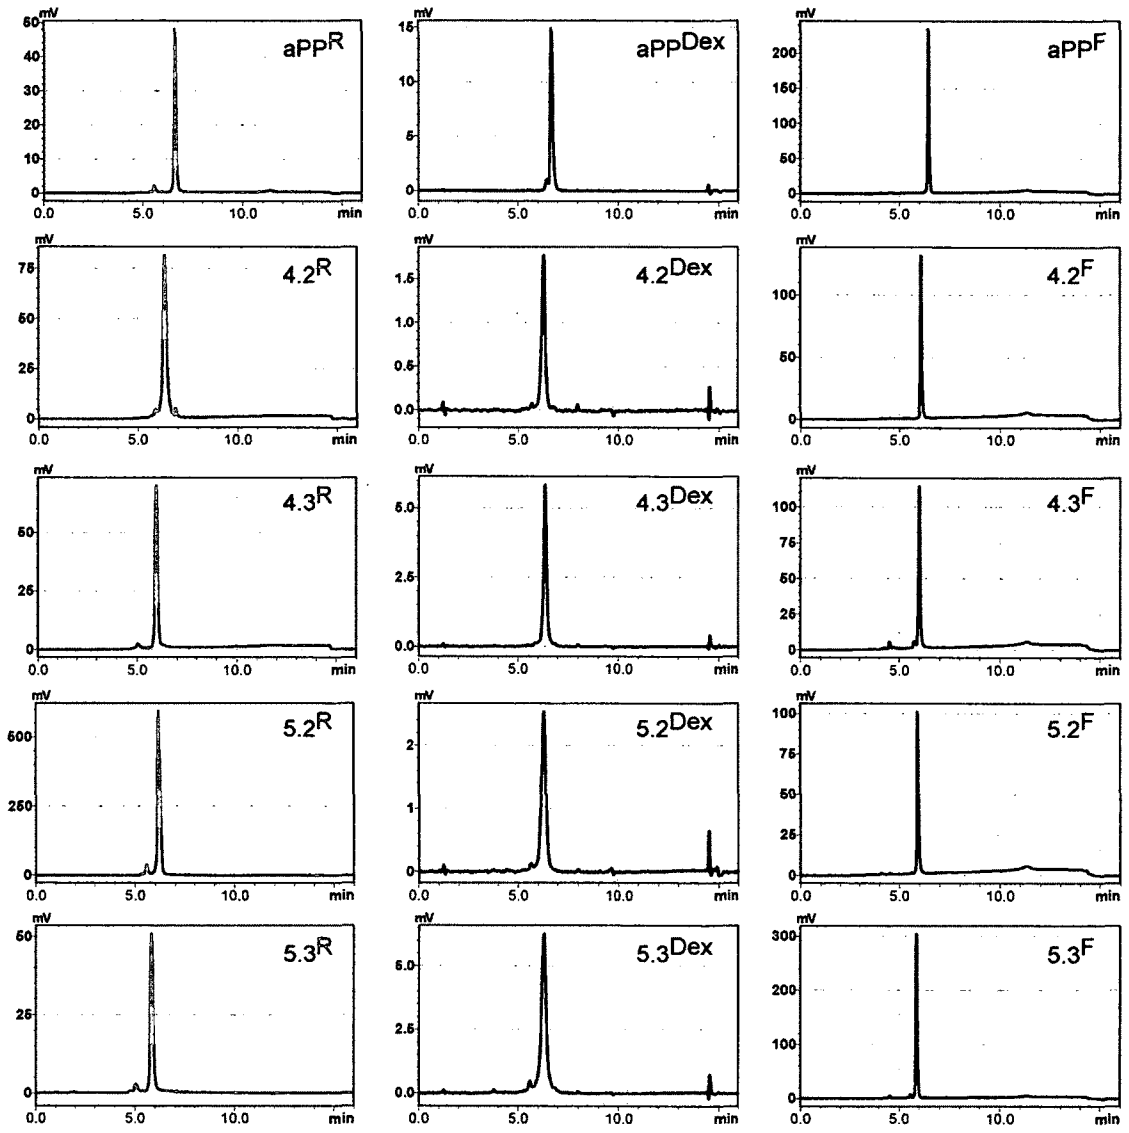 mV mV mV
60 aPP^R 15 aPP^Dex 200 aPP^F
50
40 10 150
30
20 5 100
10 50
0 0 0
0.0 5.0 10.0 min 0.0 5.0 10.0 min 0.0 5.0 10.0 min
mV mV mV
75 4.2^R 1.5 4.2^Dex 100 4.2^F
50 1.0 50
25 0.5
0 0.0 0
0.0 5.0 10.0 min 0.0 5.0 10.0 min 0.0 5.0 10.0 min
mV mV mV
50 4.3^R 5.0 4.3^Dex 100 4.3^F
75
25 2.5 50
25
0 0.0 0
0.0 5.0 10.0 min 0.0 5.0 10.0 min 0.0 5.0 10.0 min
mV mV mV
500 5.2^R 2 5.2^Dex 100 5.2^F
75
250 1 50
25
0 0 0
0.0 5.0 10.0 min 0.0 5.0 10.0 min 0.0 5.0 10.0 min
mV mV mV
50 5.3^R 5.0 5.3^Dex 300 5.3^F
25 2.5 200
100
0 0.0 0
0.0 5.0 10.0 min 0.0 5.0 10.0 min 0.0 5.0 10.0 min